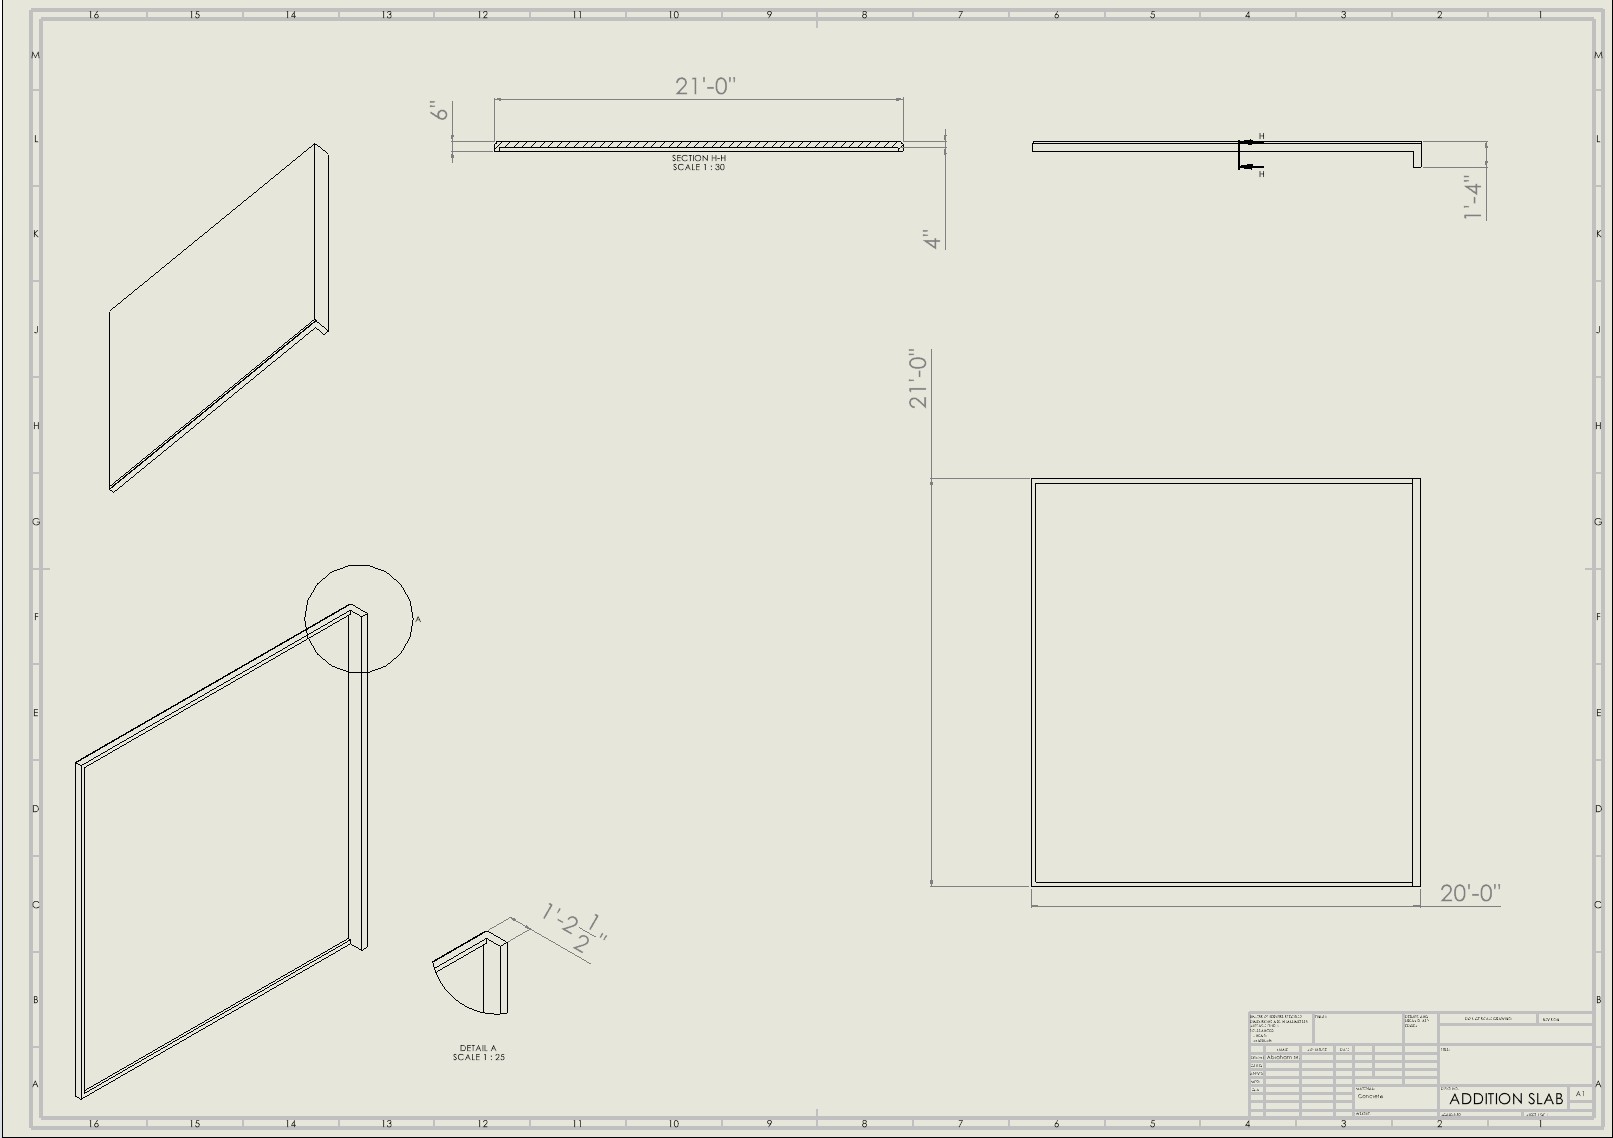 16 15 14 13 12 11 10 9 8 7 6 5 4 3 2 1
M M
21'-0"
6"
L L
H
SECTION H-H
SCALE 1 : 30
H
1'-4"
4"
K K
J J
21'-0"
H H
G G
F F
A
E E
D D
20'-0"
C C
1'-2 1/2"
B B
DETAIL A
SCALE 1 : 25
A A
Concrete
ADDITION SLAB
A1
16 15 14 13 12 11 10 9 8 7 6 5 4 3 2 1